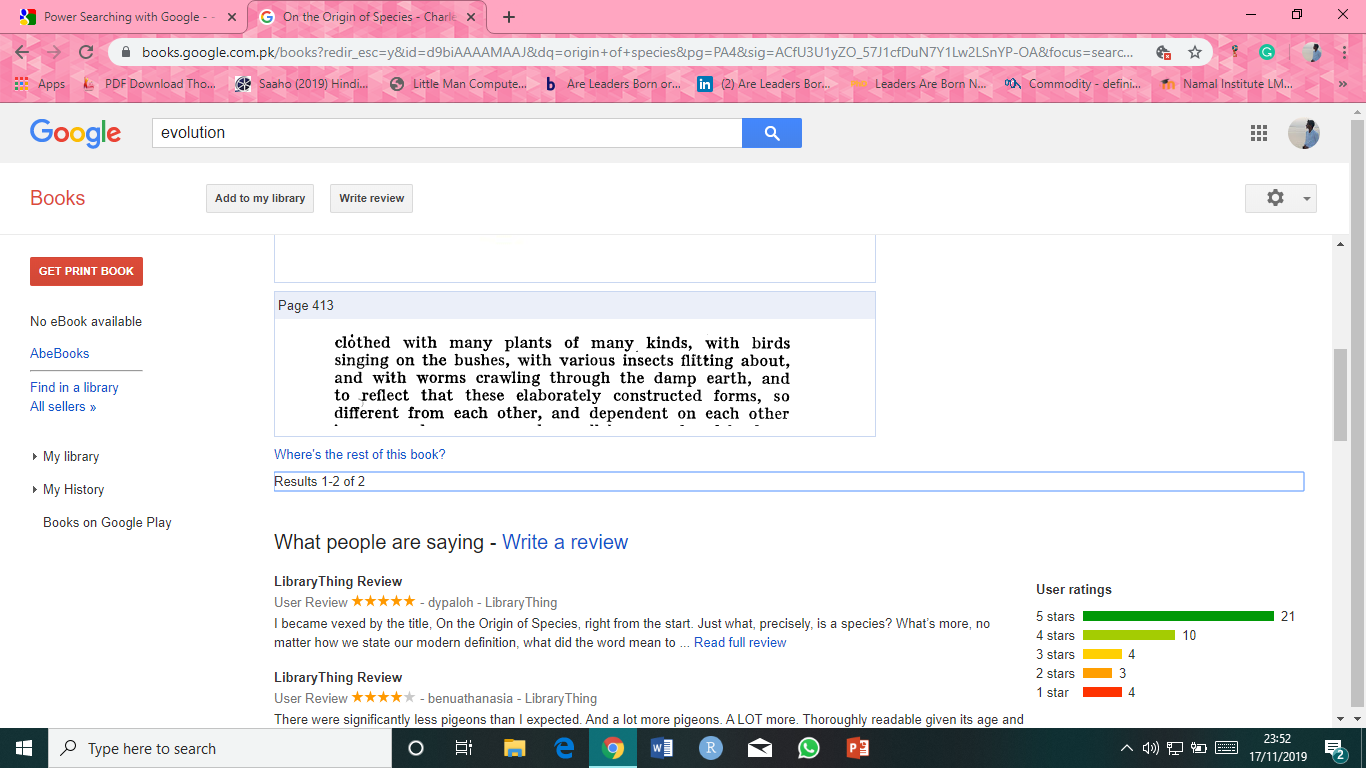 Power Searching with Google -
On the Origin of Species - Charle
books.google.com.pk/books?redir_esc=y&id=d9biAAAAMAAJ&dq=origin+of+species&pg=PA4&sig=ACfU3U1yZO_57J1cfDuN7Y1Lw2LSnYP-OA&focus=searc...
Apps PDF Download Tho... Saaho (2019) Hindi... Little Man Compute... Are Leaders Born or... (2) Are Leaders Bor... Leaders Are Born N... Commodity - defini... Namal Institute LM... »
Google
evolution
Books
Add to my library
Write review
GET PRINT BOOK
No eBook available
AbeBooks
Find in a library
All sellers »
My library
My History
Books on Google Play
Page 413
clothed with many plants of many kinds, with birds
singing on the bushes, with various insects flitting about,
and with worms crawling through the damp earth, and
to reflect that these elaborately constructed forms, so
different from each other, and dependent on each other
Where's the rest of this book?
Results 1-2 of 2
What people are saying - Write a review
LibraryThing Review
User Review ★★★★★ - dypaloh - LibraryThing
I became vexed by the title, On the Origin of Species, right from the start. Just what, precisely, is a species? What's more, no
matter how we state our modern definition, what did the word mean to ... Read full review
LibraryThing Review
User Review ★★★★★ - benuathanasia - LibraryThing
There were significantly less pigeons than I expected. And a lot more pigeons. A LOT more. Thoroughly readable given its age and
User ratings
5 stars 21
4 stars 10
3 stars 4
2 stars 3
1 star 4
Type here to search
23:52
17/11/2019
2